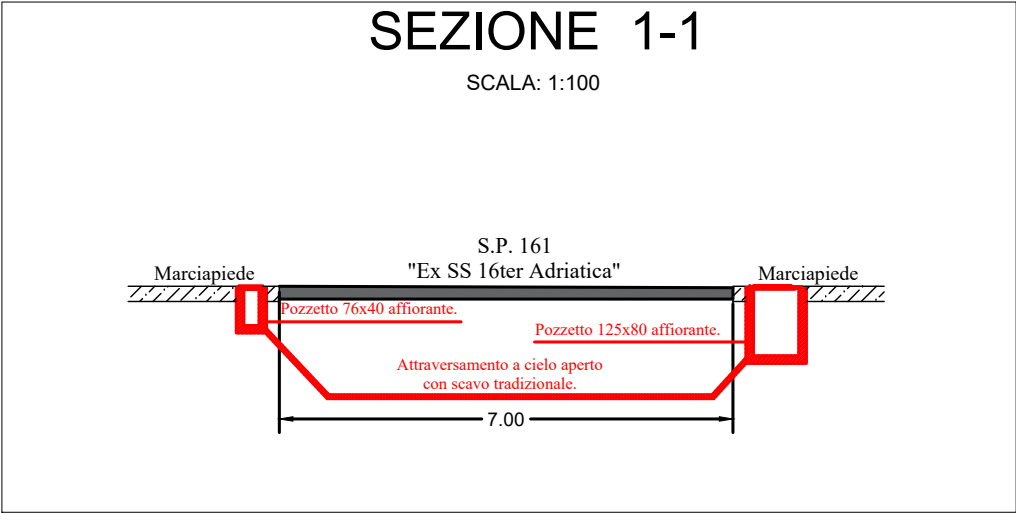 SEZIONE 1-1
SCALA: 1:100
S.P. 161
"Ex SS 16ter Adriatica"
Marciapiede
Marciapiede
Pozzetto 76x40 affiorante.
Pozzetto 125x80 affiorante.
Attraversamento a cielo aperto
con scavo tradizionale.
7.00